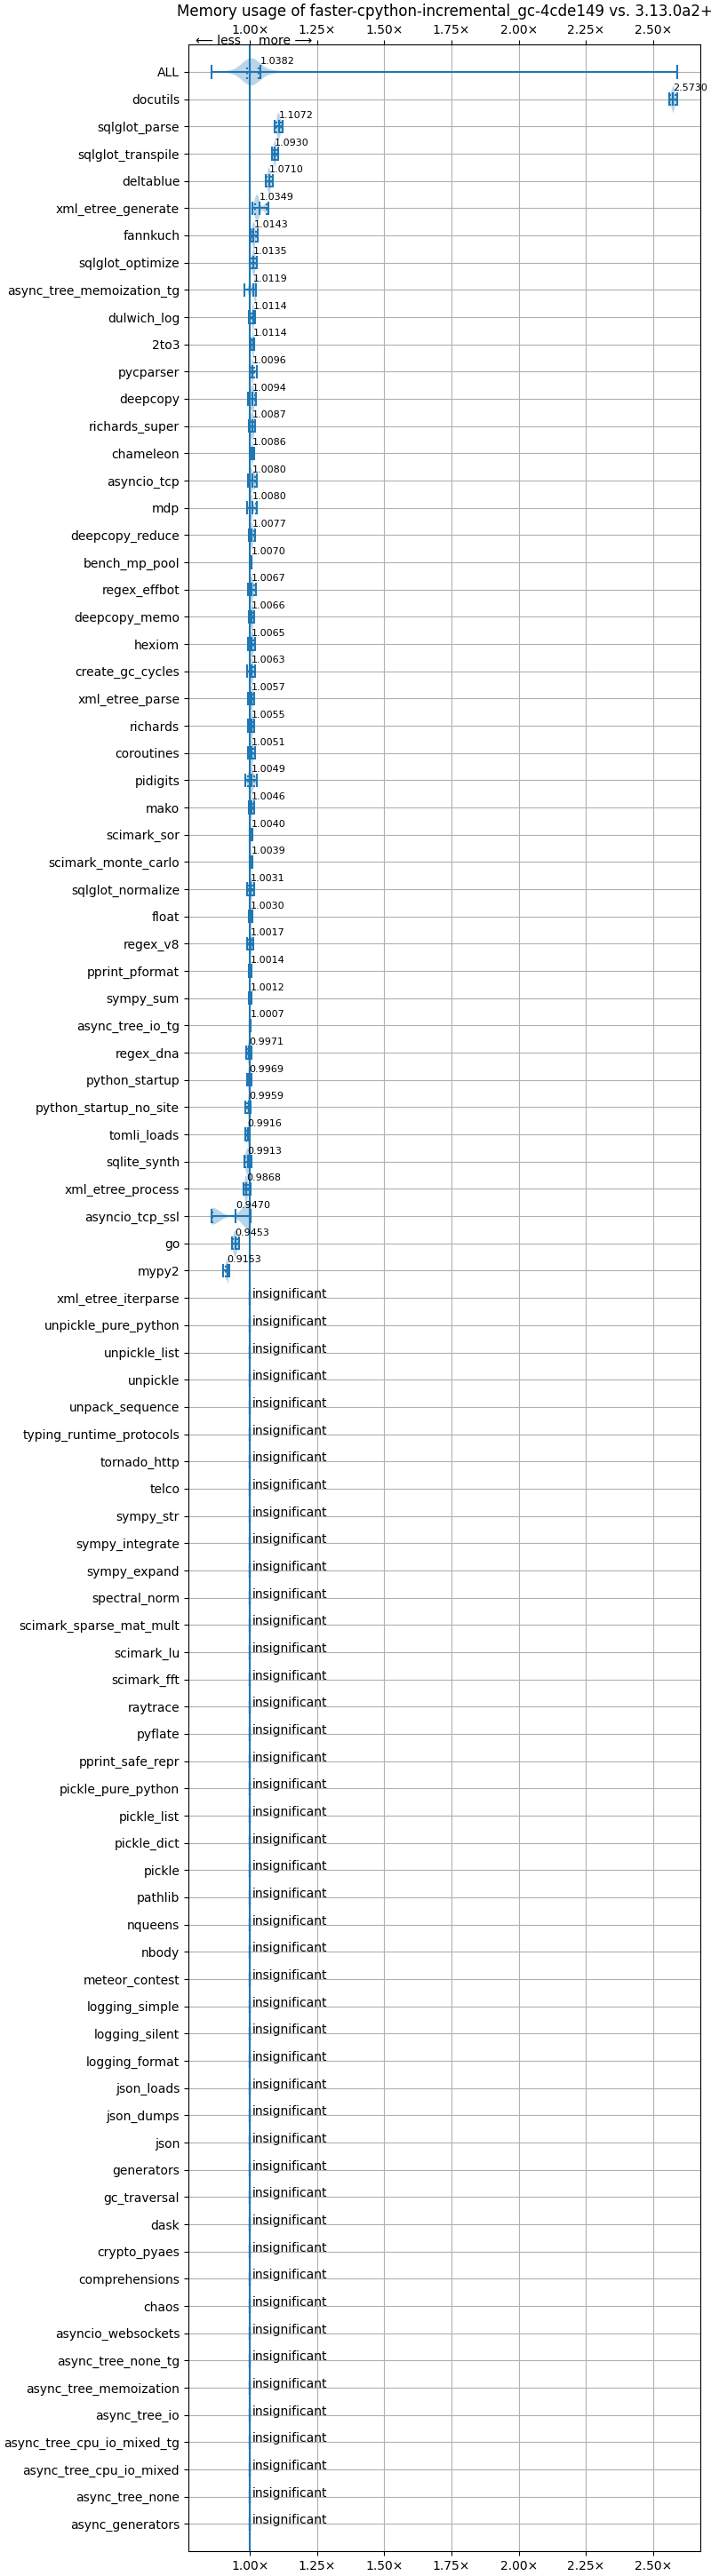 Memory usage of faster-cpython-incremental_gc-4cde149 vs. 3.13.0a2+
1.00× 1.25× 1.50× 1.75× 2.00× 2.25× 2.50×
⟵ less more ⟶
ALL 1.0382
docutils 2.5730
sqlglot_parse 1.1072
sqlglot_transpile 1.0930
deltablue 1.0710
xml_etree_generate 1.0349
fannkuch 1.0143
sqlglot_optimize 1.0135
async_tree_memoization_tg 1.0119
dulwich_log 1.0114
2to3 1.0114
pycparser 1.0096
deepcopy 1.0094
richards_super 1.0087
chameleon 1.0086
asyncio_tcp 1.0080
mdp 1.0080
deepcopy_reduce 1.0077
bench_mp_pool 1.0070
regex_effbot 1.0067
deepcopy_memo 1.0066
hexiom 1.0065
create_gc_cycles 1.0063
xml_etree_parse 1.0057
richards 1.0055
coroutines 1.0051
pidigits 1.0049
mako 1.0046
scimark_sor 1.0040
scimark_monte_carlo 1.0039
sqlglot_normalize 1.0031
float 1.0030
regex_v8 1.0017
pprint_pformat 1.0014
sympy_sum 1.0012
async_tree_io_tg 1.0007
regex_dna 0.9971
python_startup 0.9969
python_startup_no_site 0.9959
tomli_loads 0.9916
sqlite_synth 0.9913
xml_etree_process 0.9868
asyncio_tcp_ssl 0.9470
go 0.9453
mypy2 0.9153
xml_etree_iterparse insignificant
unpickle_pure_python insignificant
unpickle_list insignificant
unpickle insignificant
unpack_sequence insignificant
typing_runtime_protocols insignificant
tornado_http insignificant
telco insignificant
sympy_str insignificant
sympy_integrate insignificant
sympy_expand insignificant
spectral_norm insignificant
scimark_sparse_mat_mult insignificant
scimark_lu insignificant
scimark_fft insignificant
raytrace insignificant
pyflate insignificant
pprint_safe_repr insignificant
pickle_pure_python insignificant
pickle_list insignificant
pickle_dict insignificant
pickle insignificant
pathlib insignificant
nqueens insignificant
nbody insignificant
meteor_contest insignificant
logging_simple insignificant
logging_silent insignificant
logging_format insignificant
json_loads insignificant
json_dumps insignificant
json insignificant
generators insignificant
gc_traversal insignificant
dask insignificant
crypto_pyaes insignificant
comprehensions insignificant
chaos insignificant
asyncio_websockets insignificant
async_tree_none_tg insignificant
async_tree_memoization insignificant
async_tree_io insignificant
async_tree_cpu_io_mixed_tg insignificant
async_tree_cpu_io_mixed insignificant
async_tree_none insignificant
async_generators insignificant
1.00× 1.25× 1.50× 1.75× 2.00× 2.25× 2.50×